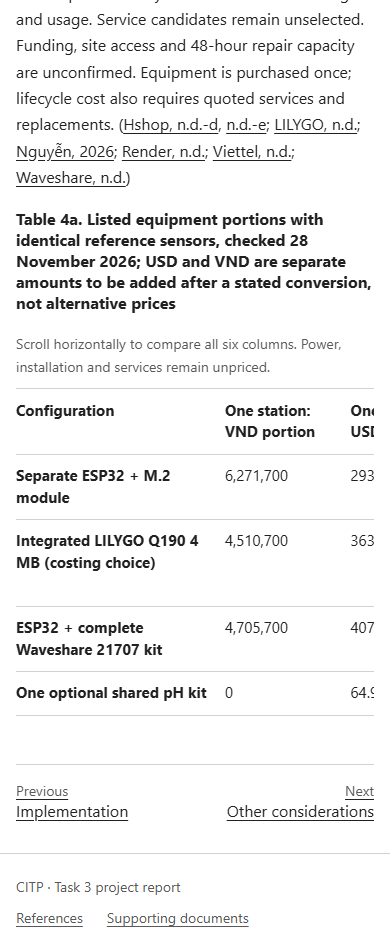 and usage. Service candidates remain unselected.
Funding, site access and 48-hour repair capacity
are unconfirmed. Equipment is purchased once;
lifecycle cost also requires quoted services and
replacements. (Hshop, n.d.-d, n.d.-e; LILYGO, n.d.;
Nguyễn, 2026; Render, n.d.; Viettel, n.d.;
Waveshare, n.d.)
Table 4a. Listed equipment portions with
identical reference sensors, checked 28
November 2026; USD and VND are separate
amounts to be added after a stated conversion,
not alternative prices
Scroll horizontally to compare all six columns. Power,
installation and services remain unpriced.
Configuration One station:
VND portion
Separate ESP32 + M.2 6,271,700 293
module
Integrated LILYGO Q190 4 4,510,700 363
MB (costing choice)
ESP32 + complete 4,705,700 407
Waveshare 21707 kit
One optional shared pH kit 0 64.9
Previous Next
Implementation Other considerations
CITP · Task 3 project report
References Supporting documents